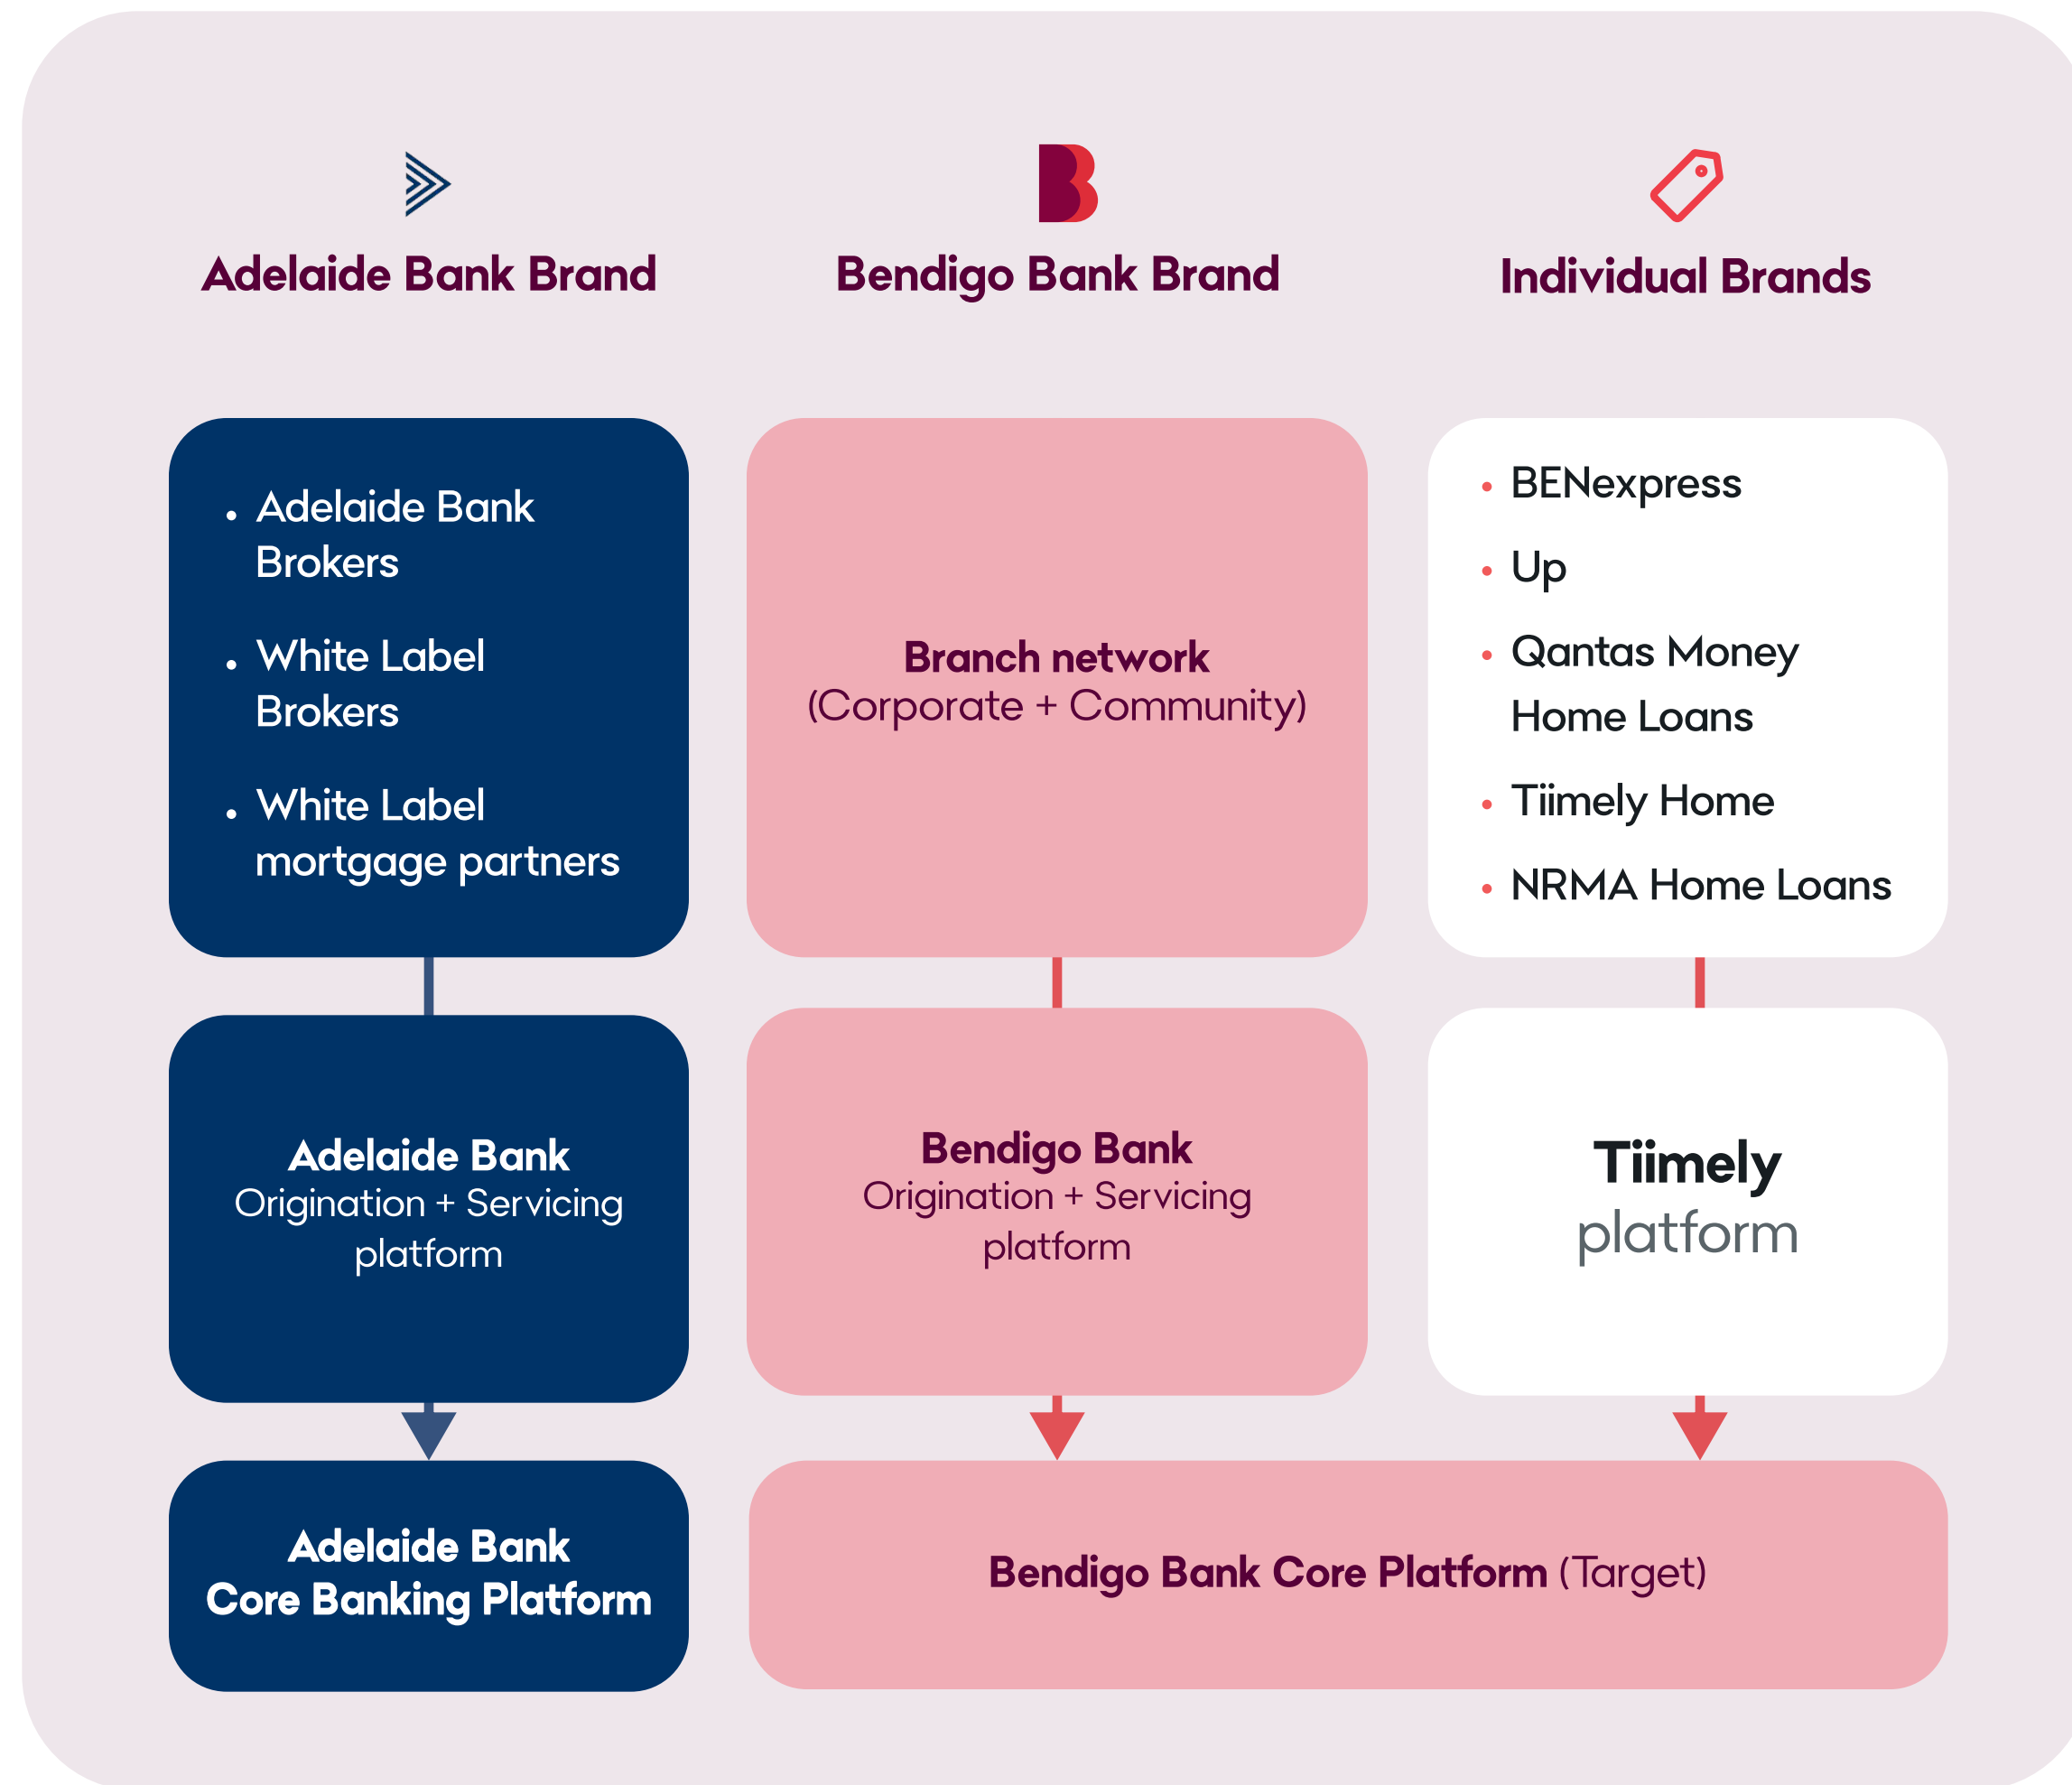 Adelaide Bank Brand
Bendigo Bank Brand
Individual Brands
• Adelaide Bank
Brokers
• White Label
Brokers
• White Label
mortgage partners
Branch network
(Corporate + Community)
• BENexpress
• Up
• Qantas Money
Home Loans
• Tiimely Home
• NRMA Home Loans
Adelaide Bank
Origination + Servicing
platform
Bendigo Bank
Origination + Servicing
platform
Tiimely
platform
Adelaide Bank
Core Banking Platform
Bendigo Bank Core Platform (Target)